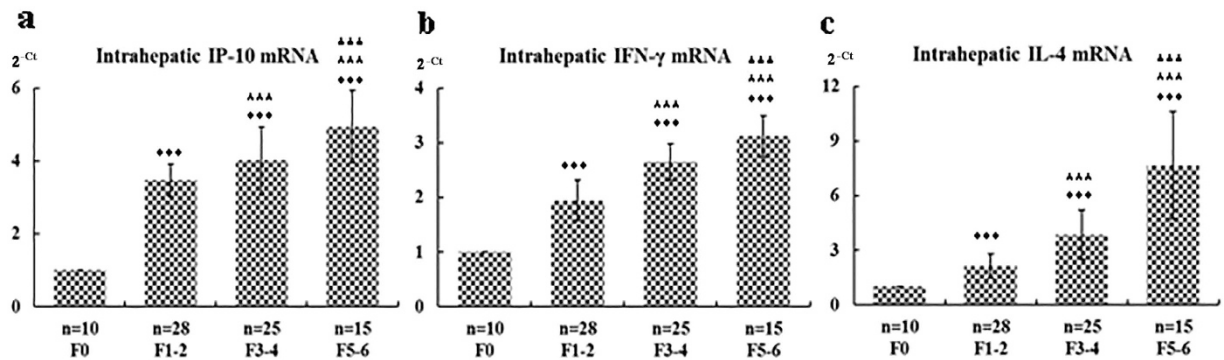 a
2-Ct
Intrahepatic IP-10 mRNA
6
4
2
0
n=10
n=28
n=25
n=15
F0
F1-2
F3-4
F5-6
b
2-Ct
Intrahepatic IFN-γ mRNA
4
3
2
1
0
n=10
n=28
n=25
n=15
F0
F1-2
F3-4
F5-6
c
2-Ct
Intrahepatic IL-4 mRNA
12
9
6
3
0
n=10
n=28
n=25
n=15
F0
F1-2
F3-4
F5-6